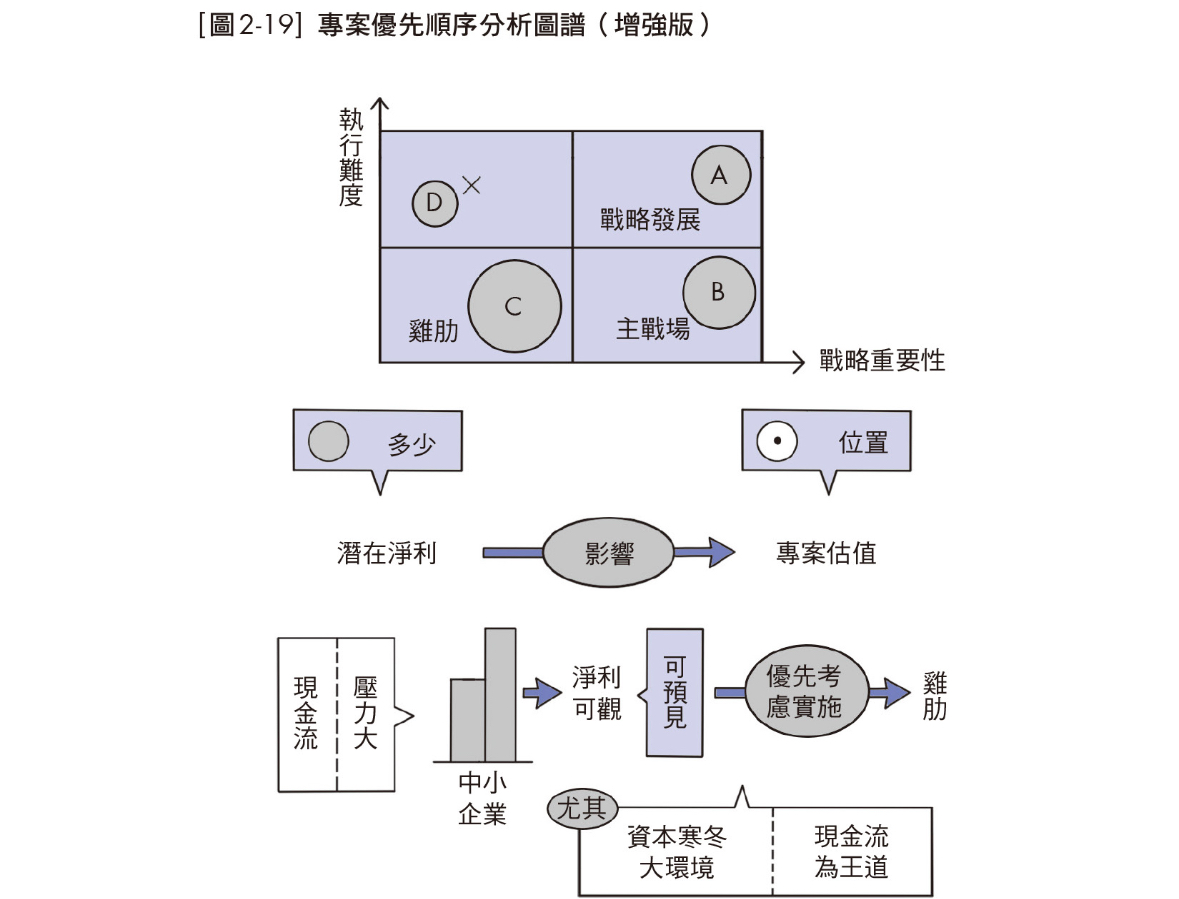 [圖2-19] 專案優先順序分析圖譜（增強版）
執行難度
D
A
戰略發展
C
雞肋
B
主戰場
戰略重要性
多少
位置
潛在淨利
影響
專案估值
現金流
壓力大
中小
企業
淨利
可觀
可預見
優先考
慮實施
雞肋
尤其
資本寒冬
大環境
現金流
為王道